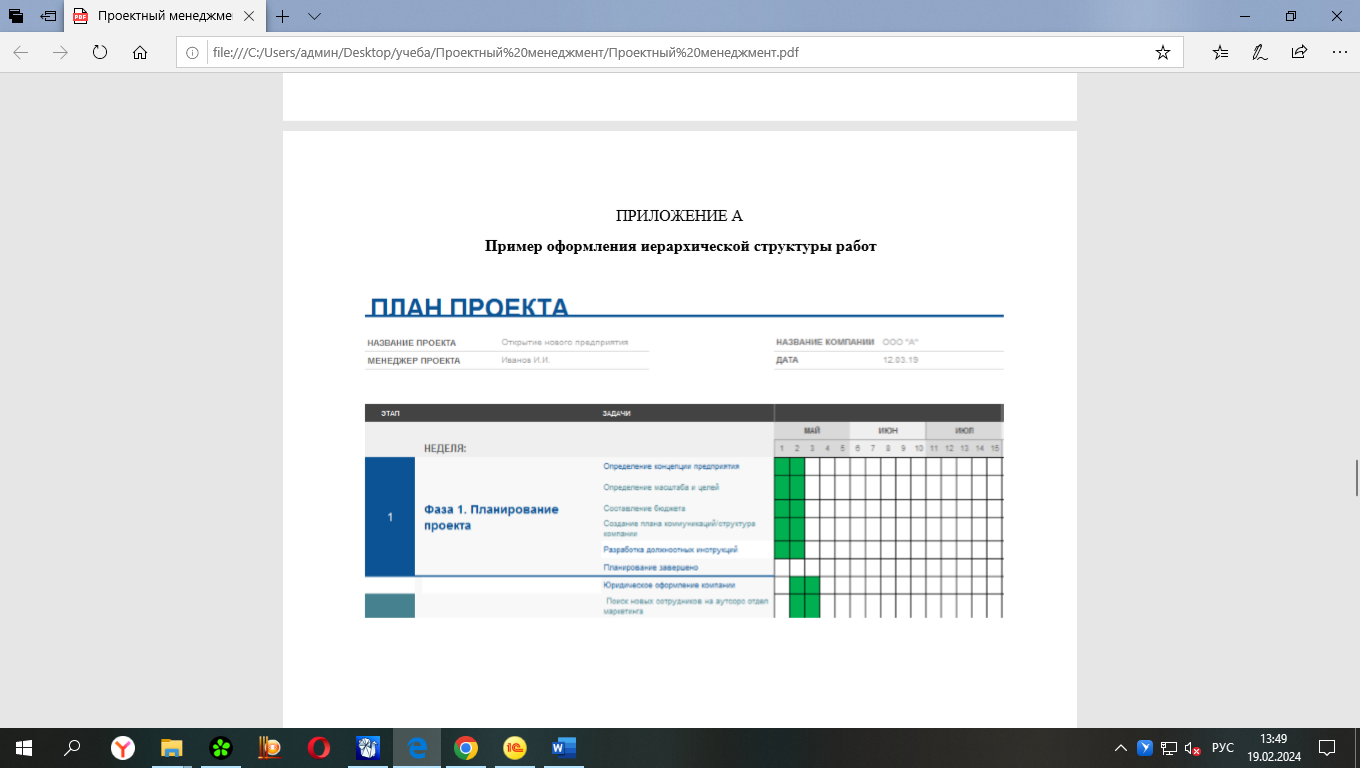 Проектный менеджме
file:///C:/Users/админ/Desktop/учеба/Проектный%20менеджмент/Проектный%20менеджмент.pdf
ПРИЛОЖЕНИЕ А
Пример оформления иерархической структуры работ
ПЛАН ПРОЕКТА
НАЗВАНИЕ ПРОЕКТА Открытие нового предприятия НАЗВАНИЕ КОМПАНИИ ООО "А"
МЕНЕДЖЕР ПРОЕКТА Иванов И.И. ДАТА 12.03.19
ЭТАП ЗАДАЧИ
МАЙ ИЮН ИЮЛ
НЕДЕЛЯ: 1 2 3 4 5 6 7 8 9 10 11 12 13 14 15
Определение концепции предприятия
Определение масштаба и целей
1 Фаза 1. Планирование проекта
Составление бюджета
Создание плана коммуникаций/структура
компании
Разработка должностных инструкций
Планирование завершено
Юридическое оформление компании
Поиск новых сотрудников на аутсорс отдел
маркетинга
РУС
13:49
19.02.2024